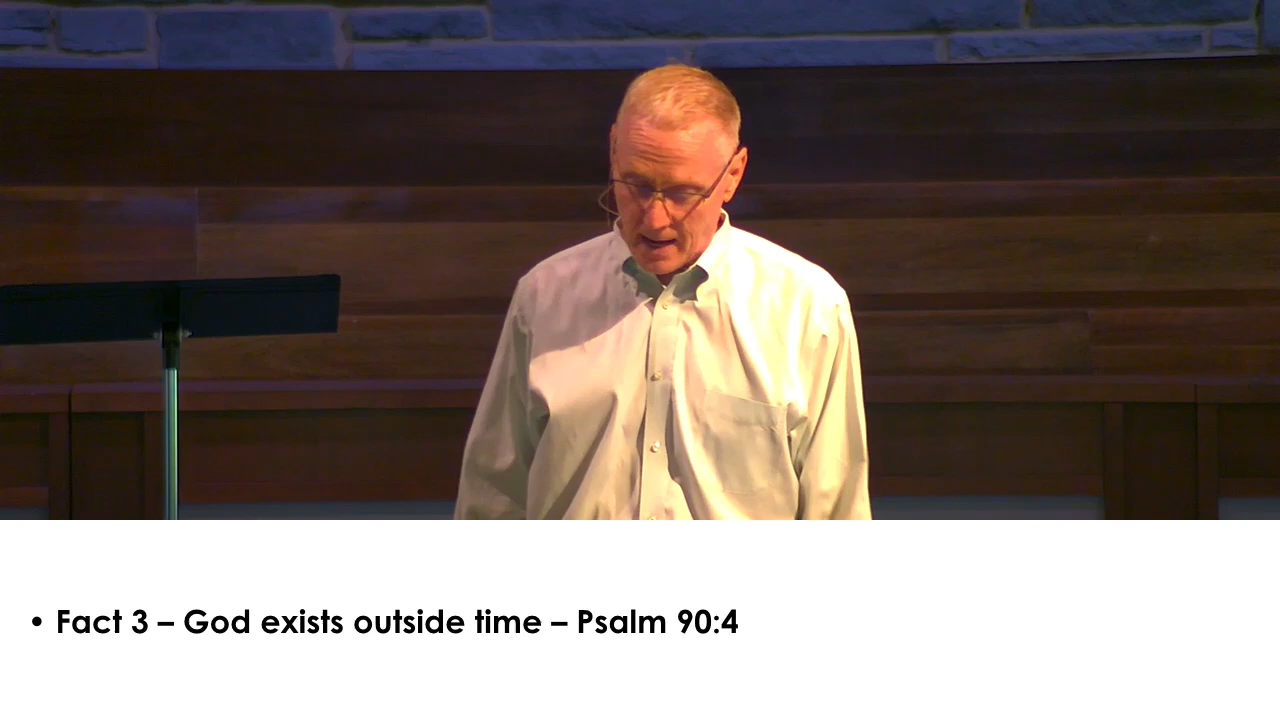 • Fact 3 – God exists outside time – Psalm 90:4